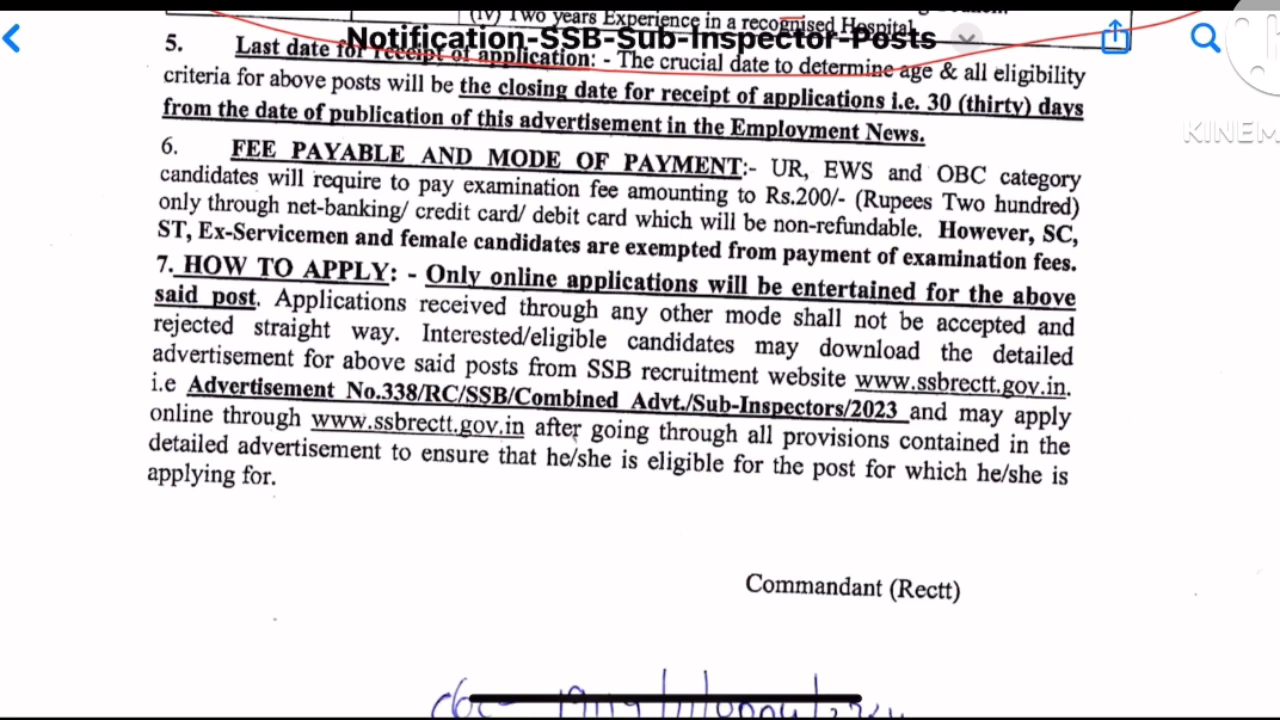 (iv) Two years Experience in a recognised Hospital.
Notification-SSB-Sub-Inspector-Posts
5. Last date for receipt of application: - The crucial date to determine age & all eligibility
criteria for above posts will be the closing date for receipt of applications i.e. 30 (thirty) days
from the date of publication of this advertisement in the Employment News.
6. FEE PAYABLE AND MODE OF PAYMENT:- UR, EWS and OBC category
candidates will require to pay examination fee amounting to Rs.200/- (Rupees Two hundred)
only through net-banking/ credit card/ debit card which will be non-refundable. However, SC,
ST, Ex-Servicemen and female candidates are exempted from payment of examination fees.
7. HOW TO APPLY: - Only online applications will be entertained for the above
said post. Applications received through any other mode shall not be accepted and
rejected straight way. Interested/eligible candidates may download the detailed
advertisement for above said posts from SSB recruitment website www.ssbrectt.gov.in.
i.e Advertisement No.338/RC/SSB/Combined Advt./Sub-Inspectors/2023 and may apply
online through www.ssbrectt.gov.in after going through all provisions contained in the
detailed advertisement to ensure that he/she is eligible for the post for which he/she is
applying for.
Commandant (Rectt)
KINEM